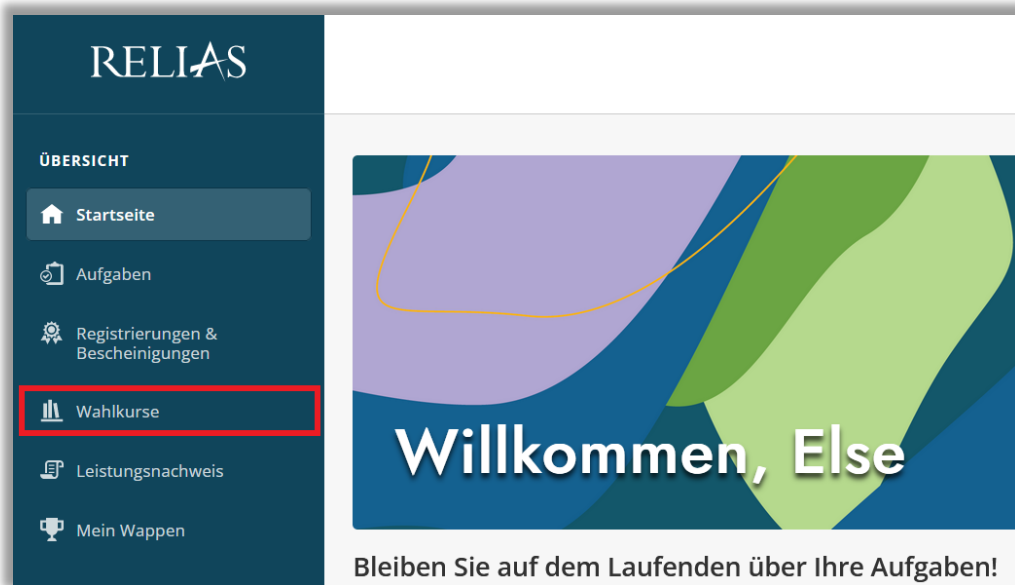 RELIAS
ÜBERSICHT
Startseite
Aufgaben
Registrierungen &
Bescheinigungen
Wahlkurse
Leistungsnachweis
Mein Wappen
Willkommen, Else
Bleiben Sie auf dem Laufenden über Ihre Aufgaben!